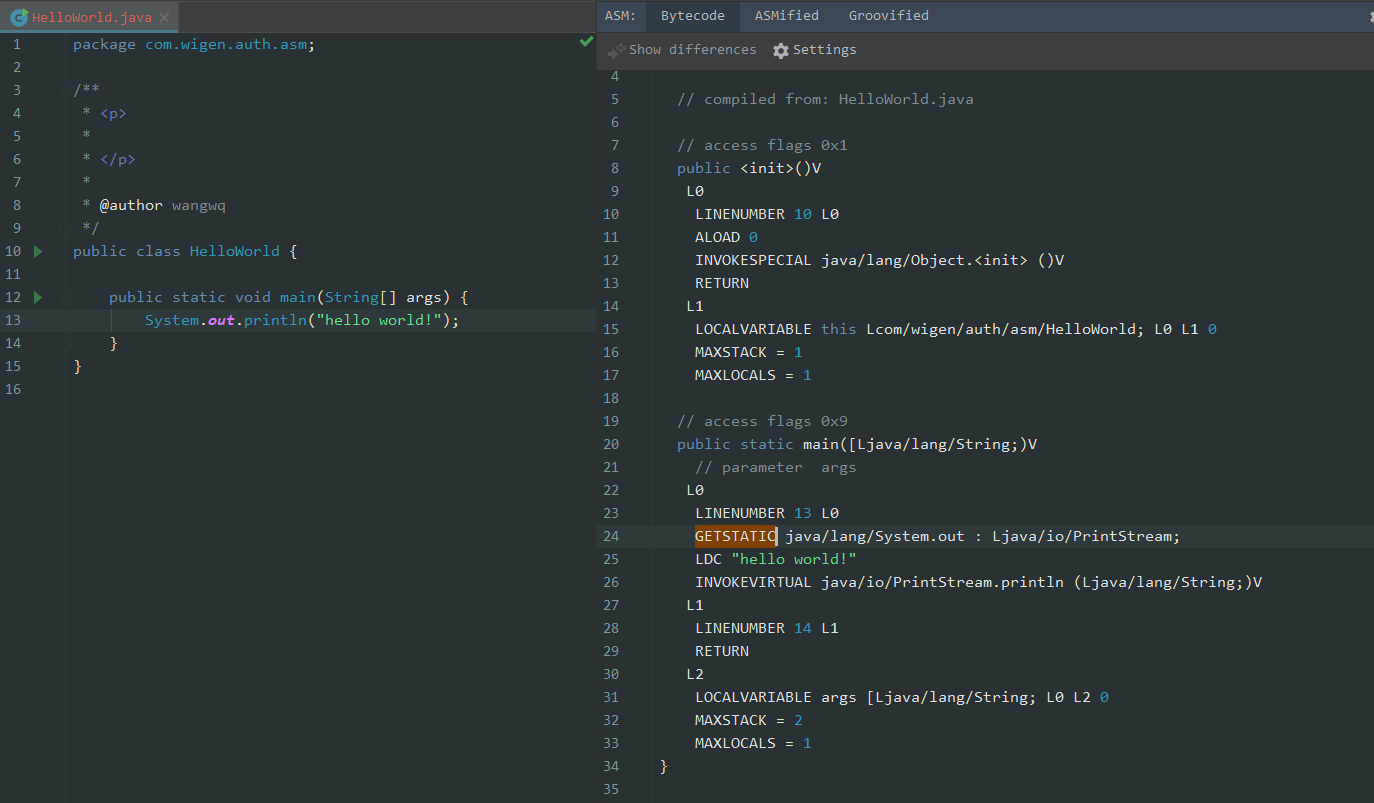 HelloWorld.java
1 package com.wigen.auth.asm;
2
3 /**
4 * <p>
5 *
6 * </p>
7 *
8 * @author wangwq
9 */
10 public class HelloWorld {
11
12 public static void main(String[] args) {
13 System.out.println("hello world!");
14 }
15 }
16
ASM: Bytecode ASMified Groovified
Show differences Settings
4
5 // compiled from: HelloWorld.java
6
7 // access flags 0x1
8 public <init>()V
9 L0
10 LINENUMBER 10 L0
11 ALOAD 0
12 INVOKESPECIAL java/lang/Object.<init> ()V
13 RETURN
14 L1
15 LOCALVARIABLE this Lcom/wigen/auth/asm/HelloWorld; L0 L1 0
16 MAXSTACK = 1
17 MAXLOCALS = 1
18
19 // access flags 0x9
20 public static main([Ljava/lang/String;)V
21 // parameter  args
22 L0
23 LINENUMBER 13 L0
24 GETSTATIC java/lang/System.out : Ljava/io/PrintStream;
25 LDC "hello world!"
26 INVOKEVIRTUAL java/io/PrintStream.println (Ljava/lang/String;)V
27 L1
28 LINENUMBER 14 L1
29 RETURN
30 L2
31 LOCALVARIABLE args [Ljava/lang/String; L0 L2 0
32 MAXSTACK = 2
33 MAXLOCALS = 1
34 }
35